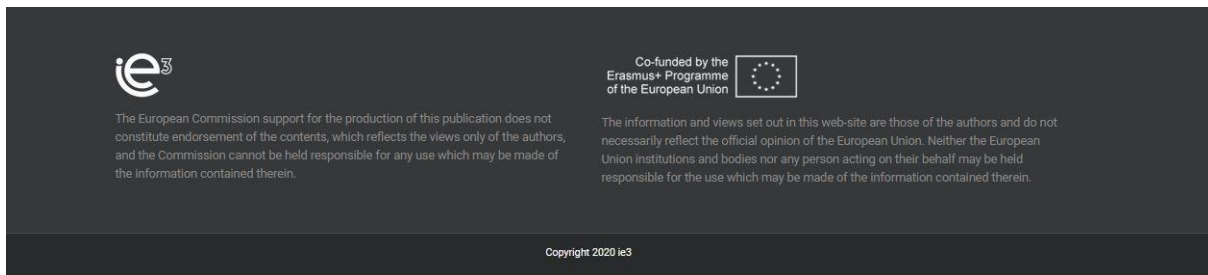 ie3
The European Commission support for the production of this publication does not
constitute endorsement of the contents, which reflects the views only of the authors,
and the Commission cannot be held responsible for any use which may be made of
the information contained therein.
Co-funded by the
Erasmus+ Programme
of the European Union
The information and views set out in this web-site are those of the authors and do not
necessarily reflect the official opinion of the European Union. Neither the European
Union institutions and bodies nor any person acting on their behalf may be held
responsible for the use which may be made of the information contained therein.
Copyright 2020 ie3